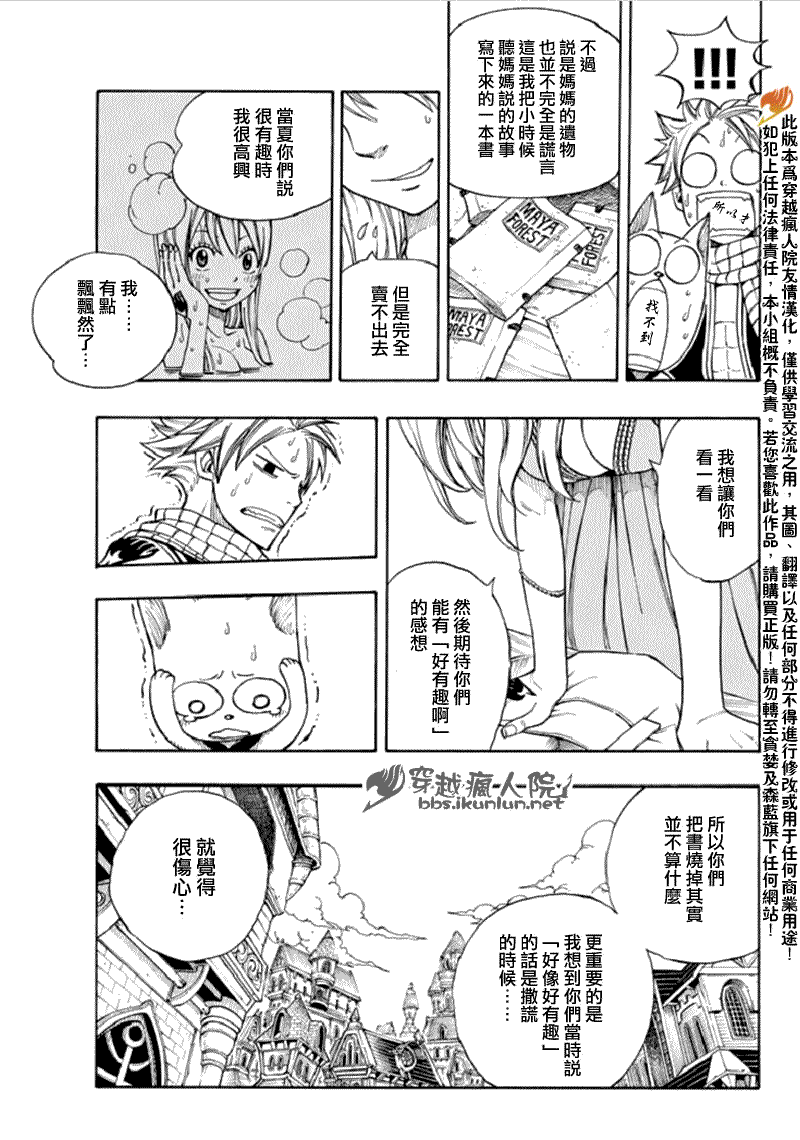 !!!
所以才
找不到
不過
說是媽媽的遺物
也並不完全是謊言
這是我把小時候
聽媽媽說的故事
寫下來的一本書
MAYA
FOREST
FOREST
MAYA
FOREST
但是完全
賣不出去
當夏你們說
很有趣時
我很高興
我……
有點
飄飄然了…
我想讓你們
看一看
然後期待你們
能有「好有趣啊」
的感想
所以你們
把書燒掉其實
並不算什麼
更重要的是
我想到你們當時說
「好像好有趣」
的話是撒謊
的時候……
就覺得
很傷心…
穿越瘋人院
bbs.ikunlun.net
此版本爲穿越瘋人院友情漢化，僅供學習交流之用，其圖、翻譯以及任何部分不得進行修改或用于任何商業用途！
如犯上任何法律責任，本小組概不負責。若您喜歡此作品，請購買正版！請勿轉至貪婪及森藍旗下任何網站！